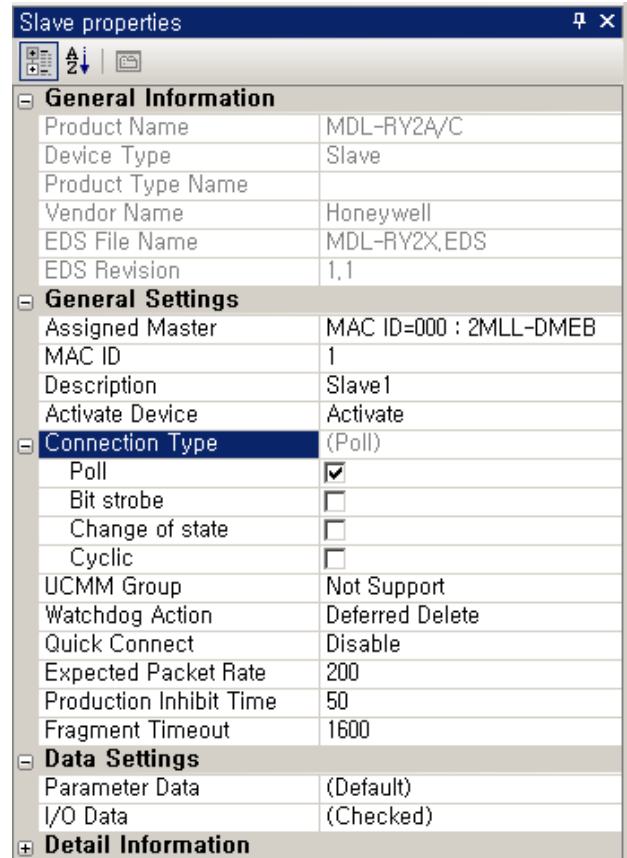 Slave properties
General Information
Product Name MDL-RY2A/C
Device Type Slave
Product Type Name
Vendor Name Honeywell
EDS File Name MDL-RY2X,EDS
EDS Revision 1,1
General Settings
Assigned Master MAC ID=000 : 2MLL-DMEB
MAC ID 1
Description Slave1
Activate Device Activate
Connection Type (Poll)
Poll
Bit strobe
Change of state
Cyclic
UCMM Group Not Support
Watchdog Action Deferred Delete
Quick Connect Disable
Expected Packet Rate 200
Production Inhibit Time 50
Fragment Timeout 1600
Data Settings
Parameter Data (Default)
I/O Data (Checked)
Detail Information